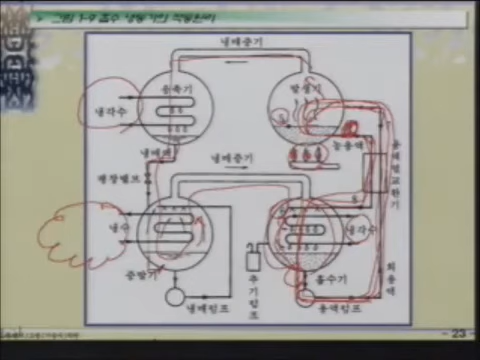 그림 1-9 흡수 냉동기의 작동원리
냉매증기
응축기
발생기
냉각수
냉매액
농용액
냉매증기
팽창밸브
용액열교환기
냉수
냉각수
증발기
흡수기
희용액
냉매펌프
추기펌프
용액펌프
23